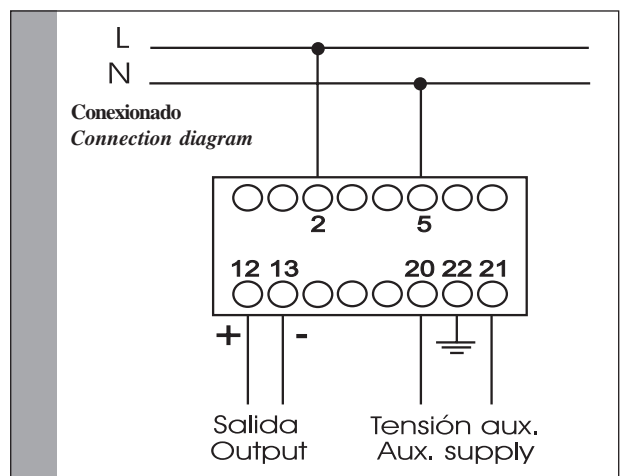 L
N
Conexionado
Connection diagram
2 5
12 13 20 22 21
+ -
Salida Tensión aux.
Output Aux. supply